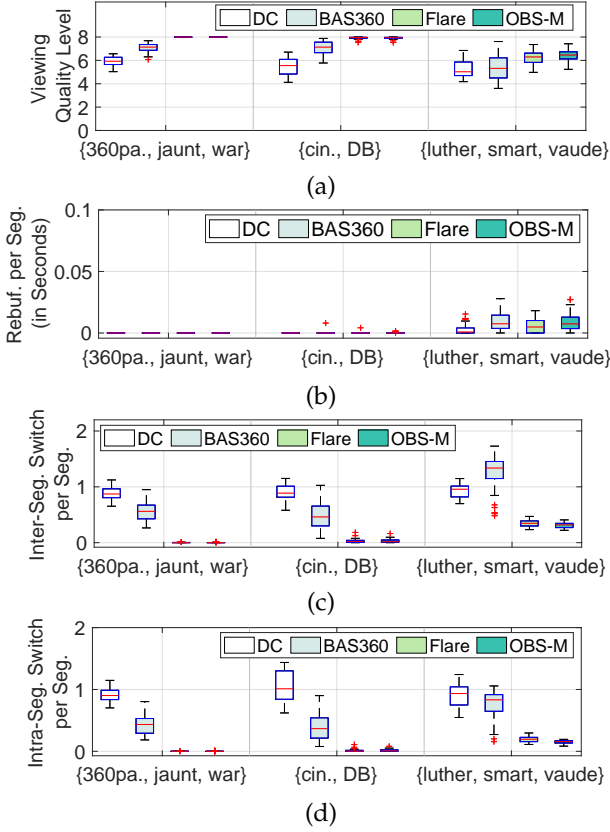 Viewing
Quality Level
8
6
4
2
0
DC BAS360 Flare OBS-M
{360pa., jaunt, war} {cin., DB} {luther, smart, vaude}
(a)
Rebuf. per Seg.
(in Seconds)
0.1
0.05
0
DC BAS360 Flare OBS-M
{360pa., jaunt, war} {cin., DB} {luther, smart, vaude}
(b)
Inter-Seg. Switch
per Seg.
2
1
0
DC BAS360 Flare OBS-M
{360pa., jaunt, war} {cin., DB} {luther, smart, vaude}
(c)
Intra-Seg. Switch
per Seg.
2
1
0
DC BAS360 Flare OBS-M
{360pa., jaunt, war} {cin., DB} {luther, smart, vaude}
(d)